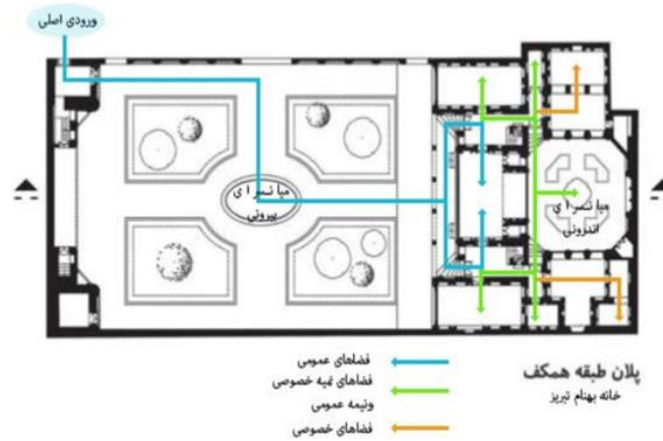 ورودی اصلی
میانسرای
بیرونی
میانسرای
اندرونی
فضاهای عمومی
فضاهای نمیه خصوصی
ونیمه عمومی
فضاهای خصوصی
پلان طبقه همکف
خانه بهنام تبریز